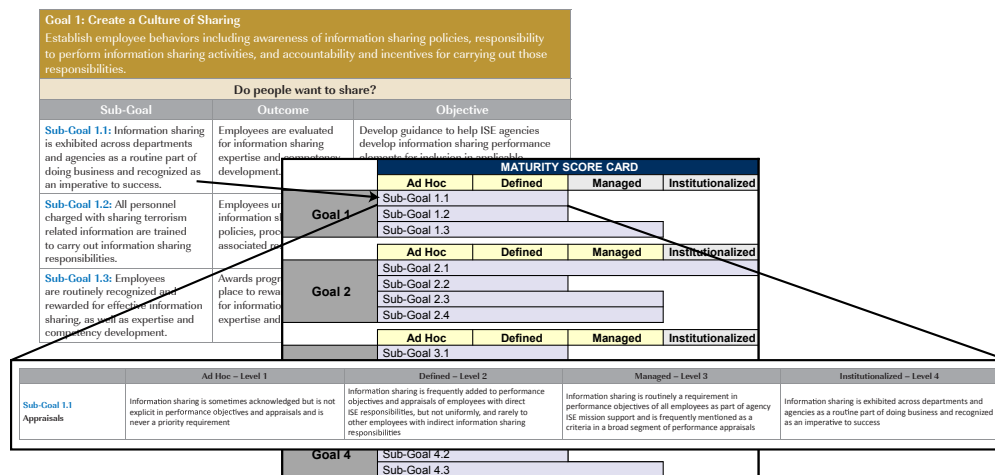 Goal 1: Create a Culture of Sharing
Establish employee behaviors including awareness of information sharing policies, responsibility
to perform information sharing activities, and accountability and incentives for carrying out those
responsibilities.
Do people want to share?
Sub-Goal Outcome Objective
Sub-Goal 1.1: Information sharing
is exhibited across departments
and agencies as a routine part of
doing business and recognized as
an imperative to success.
Employees are evaluated
for information sharing
expertise and competency
development.
Develop guidance to help ISE agencies
develop information sharing performance
elements for inclusion in applicable
Sub-Goal 1.2: All personnel
charged with sharing terrorism
related information are trained
to carry out information sharing
responsibilities.
Employees
information
policies,
associated
Sub-Goal 1.3: Employees
are routinely recognized and
rewarded for effective information
sharing, as well as expertise and
competency development.
Awards
place to
for
expertise and
MATURITY SCORE CARD
Ad Hoc Defined Managed Institutionalized
Goal 1
Sub-Goal 1.1
Sub-Goal 1.2
Sub-Goal 1.3
Ad Hoc Defined Managed Institutionalized
Goal 2
Sub-Goal 2.1
Sub-Goal 2.2
Sub-Goal 2.3
Sub-Goal 2.4
Ad Hoc Defined Managed Institutionalized
Sub-Goal 3.1
Ad Hoc – Level 1 Defined – Level 2 Managed – Level 3 Institutionalized – Level 4
Sub-Goal 1.1
Appraisals
Information sharing is sometimes acknowledged but is not
explicit in performance objectives and appraisals and is
never a priority requirement
Information sharing is frequently added to performance
objectives and appraisals of employees with direct
ISE responsibilities, but not uniformly, and rarely to
other employees with indirect information sharing
responsibilities
Information sharing is routinely a requirement in
performance objectives of all employees as part of agency
ISE mission support and is frequently mentioned as a
criteria in a broad segment of performance appraisals
Information sharing is exhibited across departments and
agencies as a routine part of doing business and recognized
as an imperative to success
Goal 4
Sub-Goal 4.2
Sub-Goal 4.3